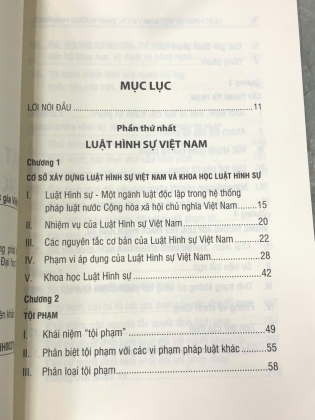 MỤC LỤC
LỜI NÓI ĐẦU 11
Phần thứ nhất
LUẬT HÌNH SỰ VIỆT NAM
Chương 1
CƠ SỞ XÂY DỰNG LUẬT HÌNH SỰ VIỆT NAM VÀ KHOA HỌC LUẬT HÌNH SỰ
I. Luật Hình sự - Một ngành luật độc lập trong hệ thống
pháp luật nước Cộng hòa xã hội chủ nghĩa Việt Nam 15
II. Nhiệm vụ của Luật Hình sự Việt Nam 20
III. Các nguyên tắc cơ bản của Luật Hình sự Việt Nam 22
IV. Phạm vi áp dụng của Luật Hình sự Việt Nam 28
V. Khoa học Luật Hình sự 42
Chương 2
TỘI PHẠM
I. Khái niệm "tội phạm" 49
II. Phân biệt tội phạm với các vi phạm pháp luật khác 55
III. Phân loại tội phạm 58